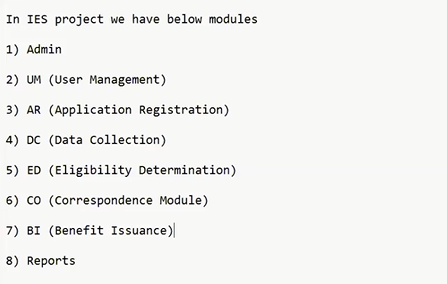 In IES project we have below modules
1) Admin
2) UM (User Management)
3) AR (Application Registration)
4) DC (Data Collection)
5) ED (Eligibility Determination)
6) CO (Correspondence Module)
7) BI (Benefit Issuance)
8) Reports